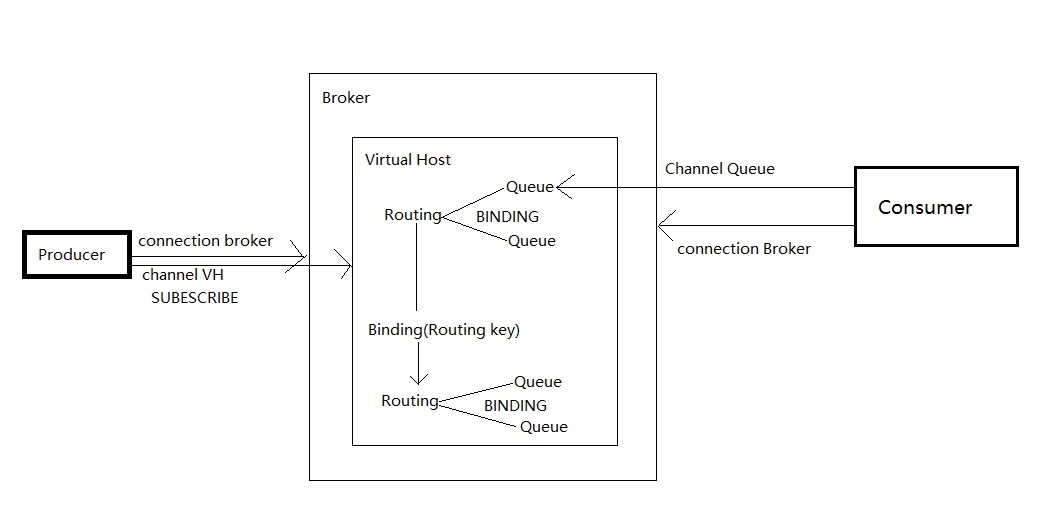 Broker
Virtual Host
Channel Queue
Queue
Routing
BINDING
Consumer
Queue
connection broker
connection Broker
Producer
channel VH
SUBESCRIBE
Binding(Routing key)
Queue
Routing
BINDING
Queue